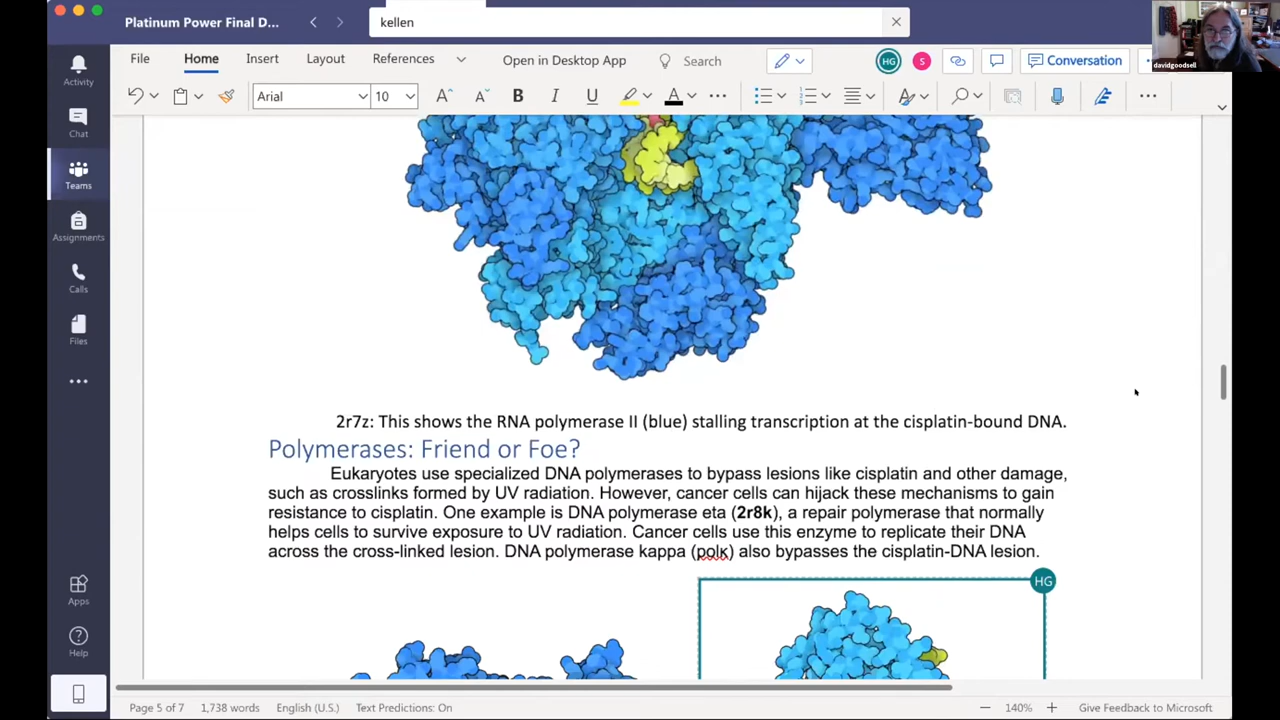 Platinum Power Final D...
kellen
davidgoodsell
File
Home
Insert
Layout
References
Open in Desktop App
Search
HG
S
Conversation
Arial
10
B
I
U
A
Activity
Chat
Teams
Assignments
Calls
Files
Apps
Help
2r7z: This shows the RNA polymerase II (blue) stalling transcription at the cisplatin-bound DNA.
Polymerases: Friend or Foe?
Eukaryotes use specialized DNA polymerases to bypass lesions like cisplatin and other damage,
such as crosslinks formed by UV radiation. However, cancer cells can hijack these mechanisms to gain
resistance to cisplatin. One example is DNA polymerase eta (2r8k), a repair polymerase that normally
helps cells to survive exposure to UV radiation. Cancer cells use this enzyme to replicate their DNA
across the cross-linked lesion. DNA polymerase kappa (polk) also bypasses the cisplatin-DNA lesion.
HG
Page 5 of 7
1,738 words
English (U.S.)
Text Predictions: On
140%
Give Feedback to Microsoft